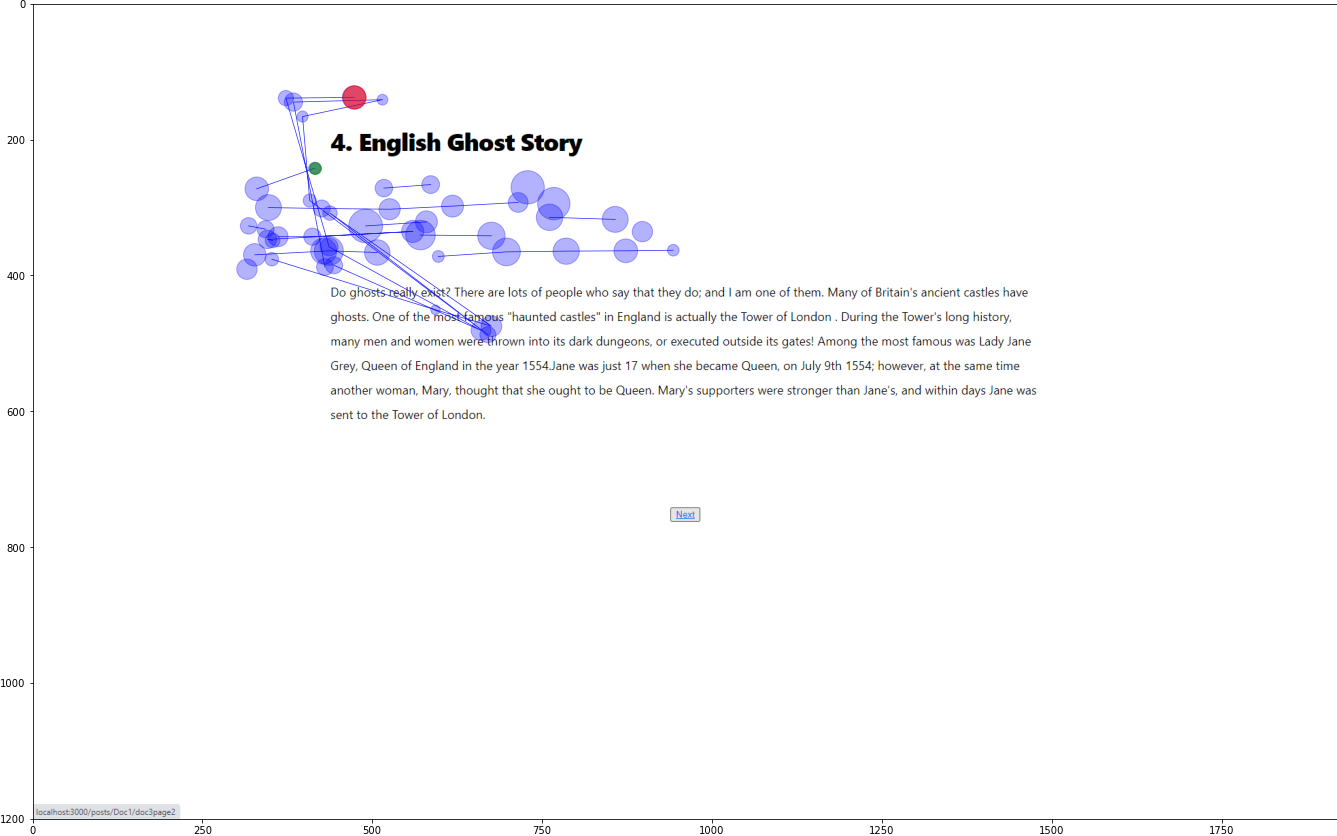 0
200
4. English Ghost Story
400
Do ghosts really exist? There are lots of people who say that they do; and I am one of them. Many of Britain's ancient castles have
ghosts. One of the most famous "haunted castles" in England is actually the Tower of London . During the Tower's long history,
many men and women were thrown into its dark dungeons, or executed outside its gates! Among the most famous was Lady Jane
Grey, Queen of England in the year 1554.Jane was just 17 when she became Queen, on July 9th 1554; however, at the same time
600
another woman, Mary, thought that she ought to be Queen. Mary's supporters were stronger than Jane's, and within days Jane was
sent to the Tower of London.
Next
800
1000
localhost:3000/posts/Doc1/doc3page2
1200
0 250 500 750 1000 1250 1500 1750